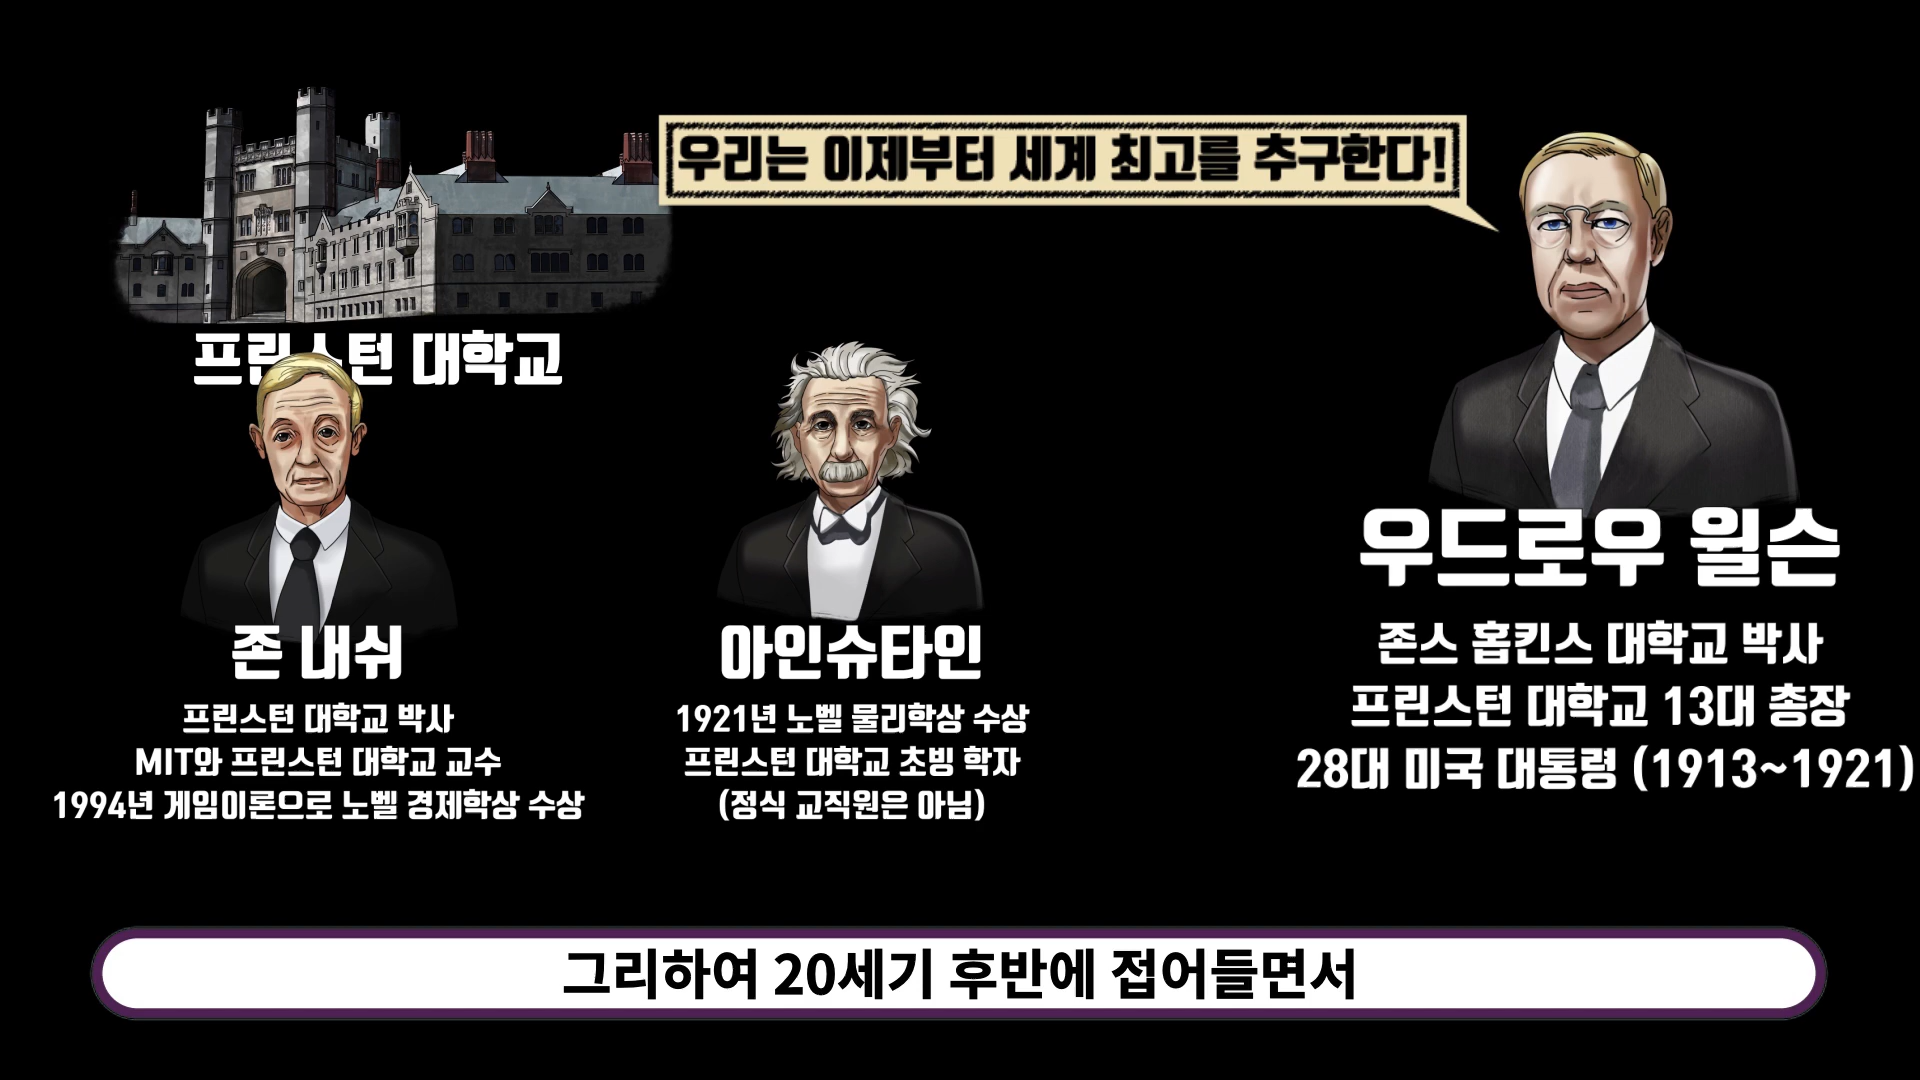 우리는 이제부터 세계 최고를 추구한다!
프린스턴 대학교
존 내쉬
프린스턴 대학교 박사
MIT와 프린스턴 대학교 교수
1994년 게임이론으로 노벨 경제학상 수상
아인슈타인
1921년 노벨 물리학상 수상
프린스턴 대학교 초빙 학자
(정식 교직원은 아님)
우드로우 윌슨
존스 홉킨스 대학교 박사
프린스턴 대학교 13대 총장
28대 미국 대통령 (1913~1921)
그리하여 20세기 후반에 접어들면서